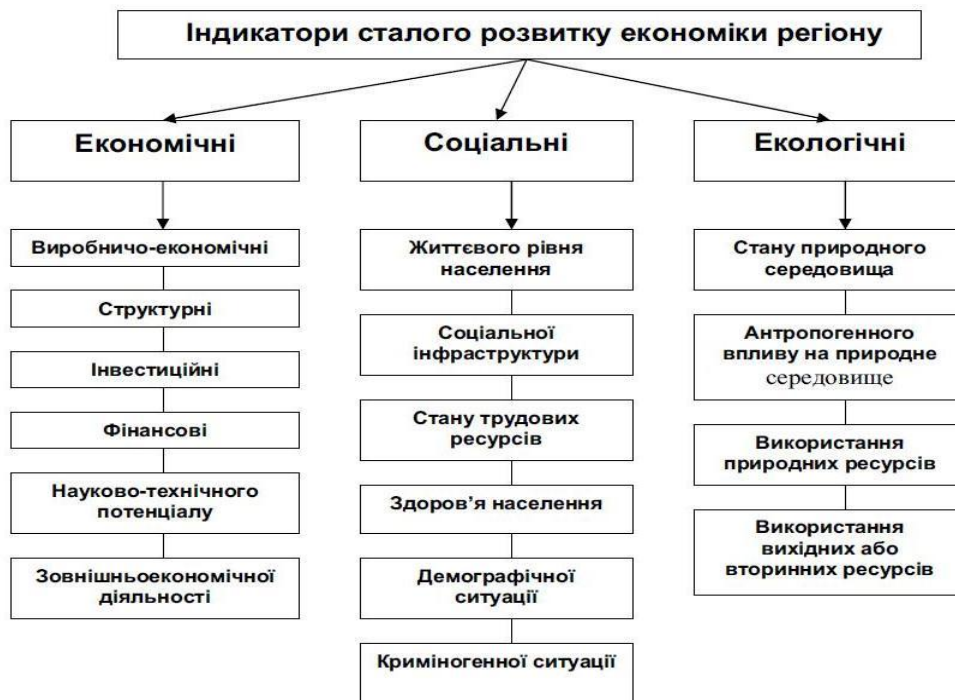 Індикатори сталого розвитку економіки регіону
Економічні
Виробничо-економічні
Структурні
Інвестиційні
Фінансові
Науково-технічного
потенціалу
Зовнішньоекономічної
діяльності
Соціальні
Життєвого рівня
населення
Соціальної
інфраструктури
Стану трудових
ресурсів
Здоров’я населення
Демографічної
ситуації
Криміногенної ситуації
Екологічні
Стану природного
середовища
Антропогенного
впливу на природне
середовище
Використання
природних ресурсів
Використання
вихідних або
вторинних ресурсів